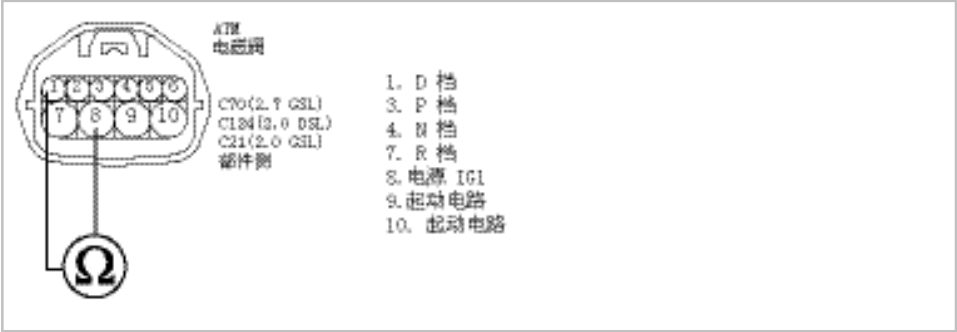 ATM
电磁阀
1 2 3 4 5 6
7 8 9 10
C70(2.7 GSL)
C124(2.0 DSL)
C21(2.0 GSL)
部件侧
Ω
1. D 档
3. P 档
4. N 档
7. R 档
8.电源 IG1
9.起动电路
10. 起动电路